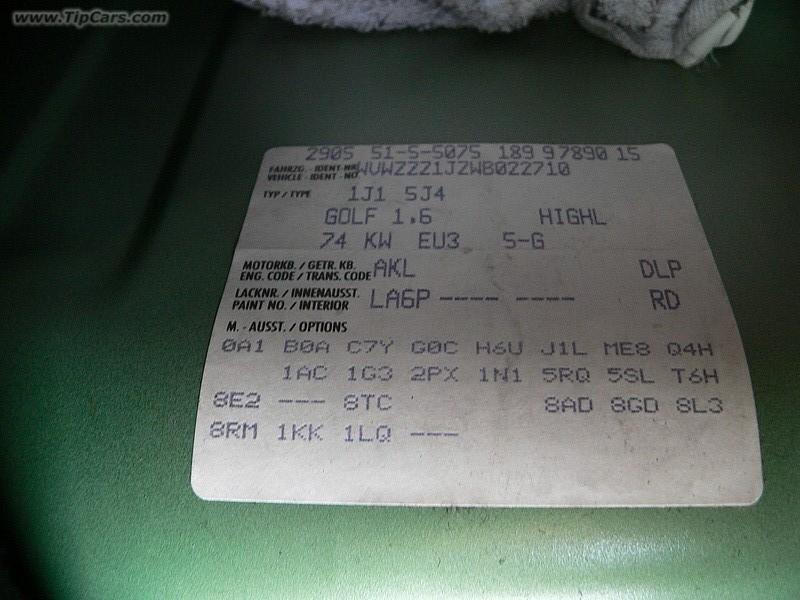 www.TipCars.com
2905 51-5-5075 189 97890 15
FAHRZG. - IDENT-NR. WVWZZZ1JZWB022710
VEHICLE - IDENT - NO.
TYP / TYPE 1J1 5J4
GOLF 1.6 HIGHL
74 KW EU3 5-G
MOTORKB. / GETR. KB. AKL DLP
ENG. CODE / TRANS. CODE
LACKNR. / INNENAUSST. LA6P ---- ---- RD
PAINT NO. / INTERIOR
M. - AUSST. / OPTIONS
0A1 B0A C7Y G0C H6U J1L ME8 Q4H
1AC 1G3 2PX 1N1 5RQ 5SL T6H
8E2 --- 8TC 8AD 8GD 8L3
8RM 1KK 1LQ ---